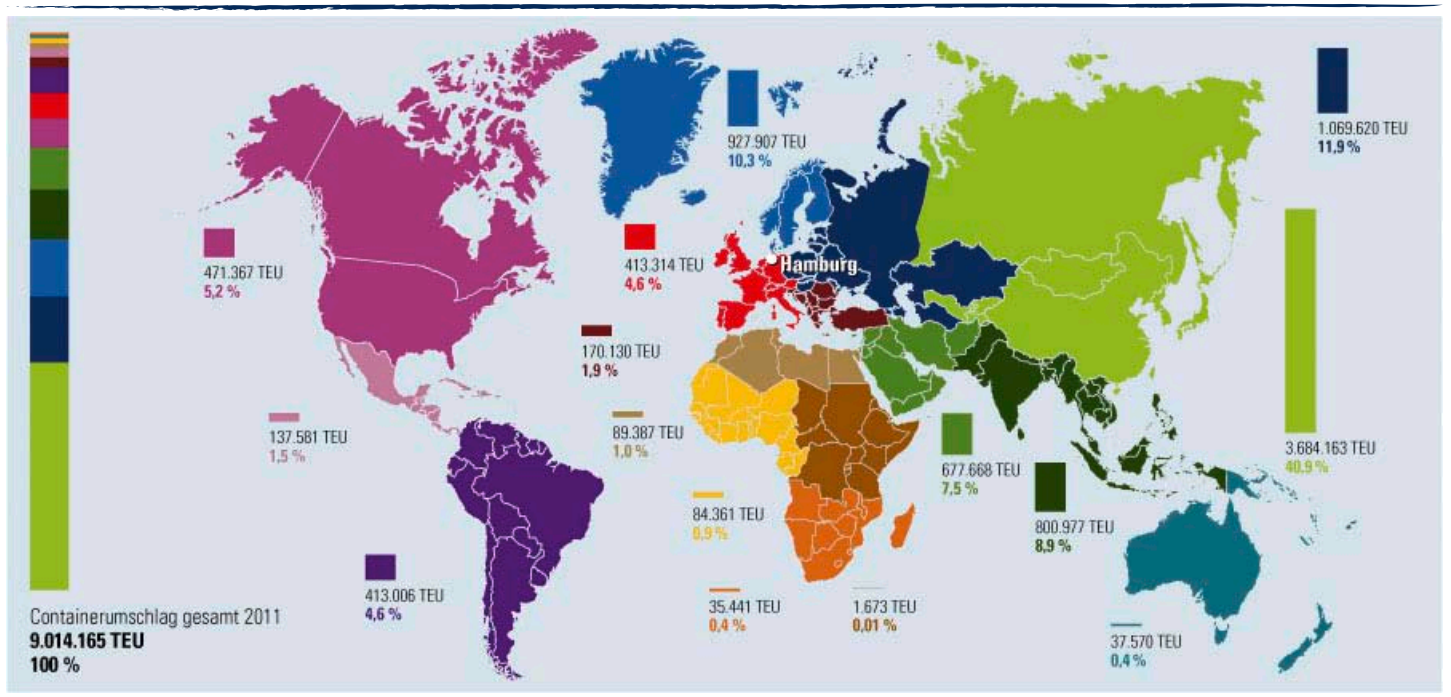 927.907 TEU
10,3 %
1.069.620 TEU
11,9 %
471.367 TEU
5,2 %
413.314 TEU
4,6 %
Hamburg
170.130 TEU
1,9 %
137.581 TEU
1,5 %
89.387 TEU
1,0 %
677.668 TEU
7,5 %
3.684.163 TEU
40,9 %
84.361 TEU
0,9 %
800.977 TEU
8,9 %
413.006 TEU
4,6 %
35.441 TEU
0,4 %
1.673 TEU
0,01 %
37.570 TEU
0,4 %
Containerumschlag gesamt 2011
9.014.165 TEU
100 %